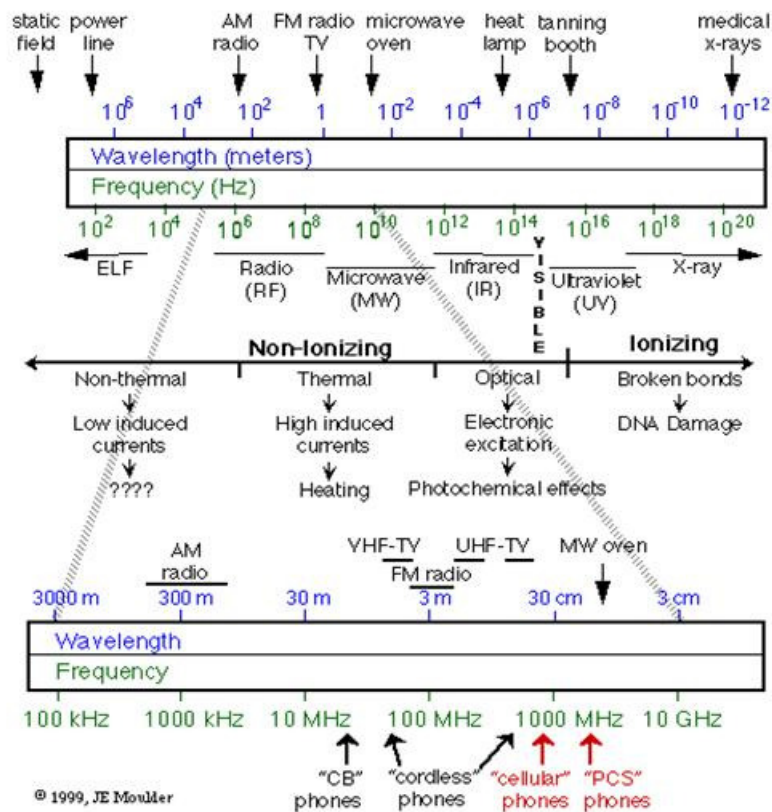 static field
power line
AM radio
FM radio TV
microwave oven
heat lamp
tanning booth
medical x-rays
10⁶ 10⁴ 10² 1 10⁻² 10⁻⁴ 10⁻⁶ 10⁻⁸ 10⁻¹⁰ 10⁻¹²
Wavelength (meters)
Frequency (Hz)
10² 10⁴ 10⁶ 10⁸ 10¹⁰ 10¹² 10¹⁴ 10¹⁶ 10¹⁸ 10²⁰
ELF
Radio (RF)
Microwave (MW)
Infrared (IR)
VISIBLE
Ultraviolet (UV)
X-ray
Non-Ionizing
Ionizing
Non-thermal
Low induced currents
????
Thermal
High induced currents
Heating
Optical
Electronic excitation
Photochemical effects
Broken bonds
DNA Damage
AM radio
VHF-TV
UHF-TV
FM radio
MW oven
3000 m 300 m 30 m 3 m 30 cm 3 cm
Wavelength
Frequency
100 kHz 1000 kHz 10 MHz 100 MHz 1000 MHz 10 GHz
"CB" phones
"cordless" phones
"cellular" phones
"PCS" phones
© 1999, JE Moulder